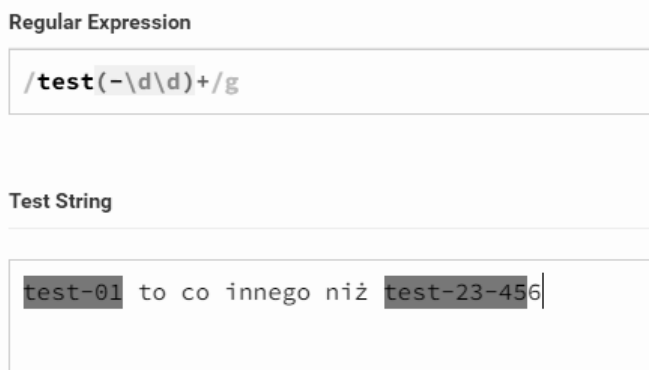 Regular Expression
/test(-\d\d)+/g
Test String
test-01 to co innego niż test-23-456